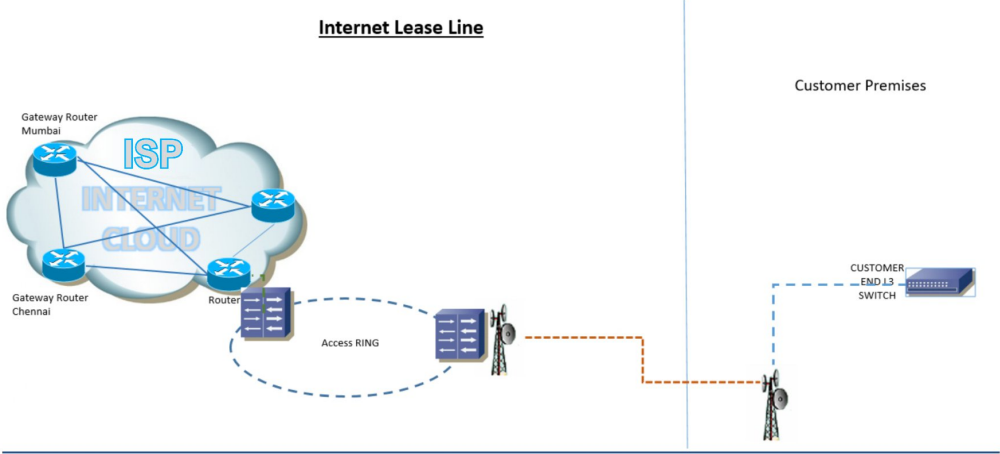 Internet Lease Line
Customer Premises
Gateway Router
Mumbai
ISP
INTERNET
CLOUD
Gateway Router
Chennai
Router
Access RING
CUSTOMER
END L3
SWITCH